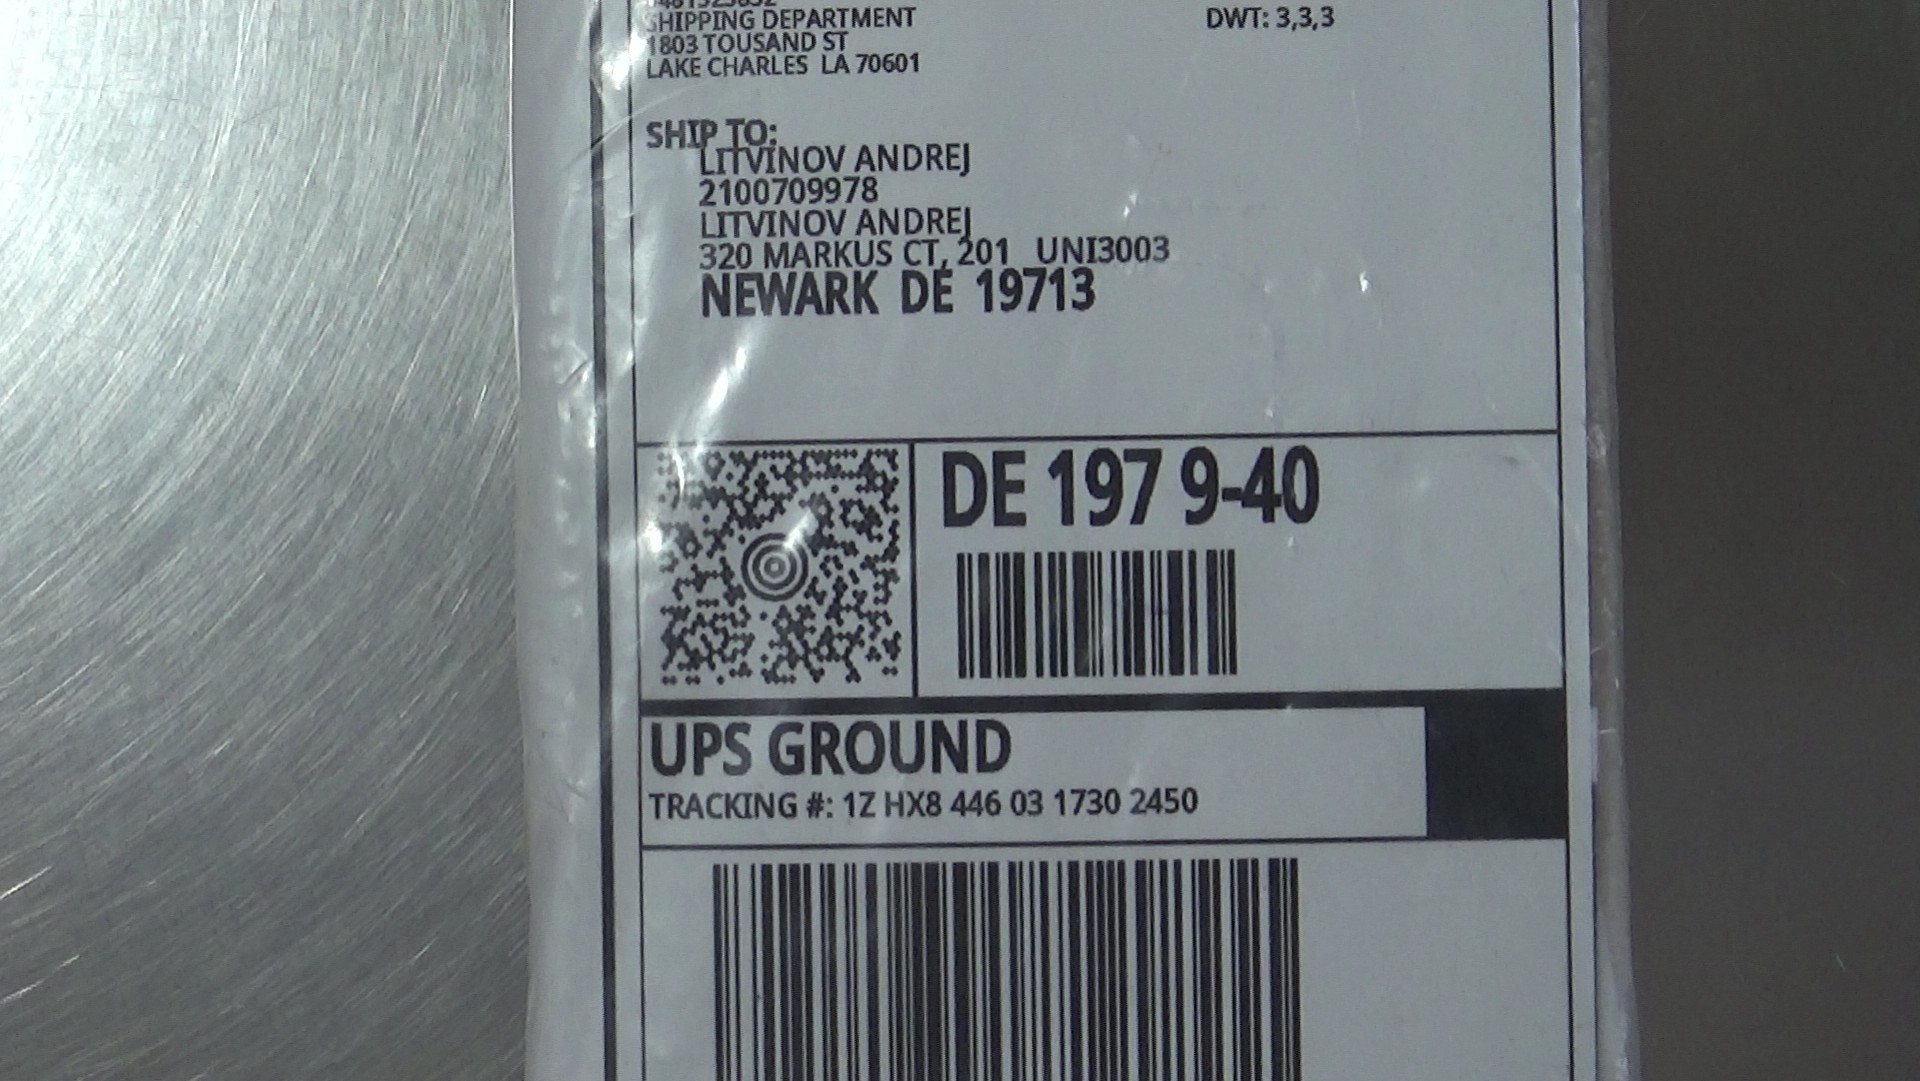 SHIPPING DEPARTMENT
DWT: 3,3,3
1803 TOUSAND ST
LAKE CHARLES LA 70601
SHIP TO:
LITVINOV ANDREJ
2100709978
LITVINOV ANDREJ
320 MARKUS CT, 201 UNI3003
NEWARK DE 19713
DE 197 9-40
UPS GROUND
TRACKING #: 1Z HX8 446 03 1730 2450